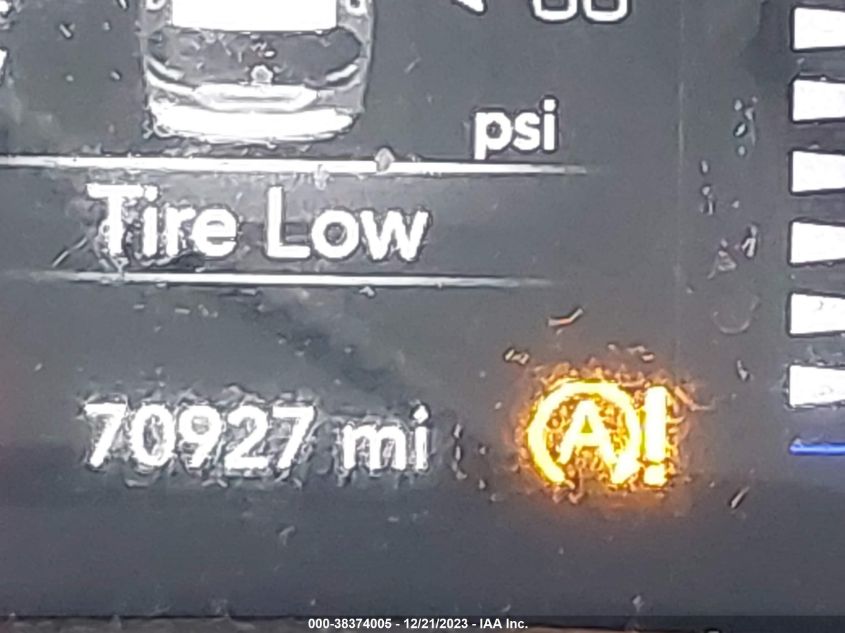 psi
Tire Low
70927 mi A!
000-38374005 - 12/21/2023 - IAA Inc.